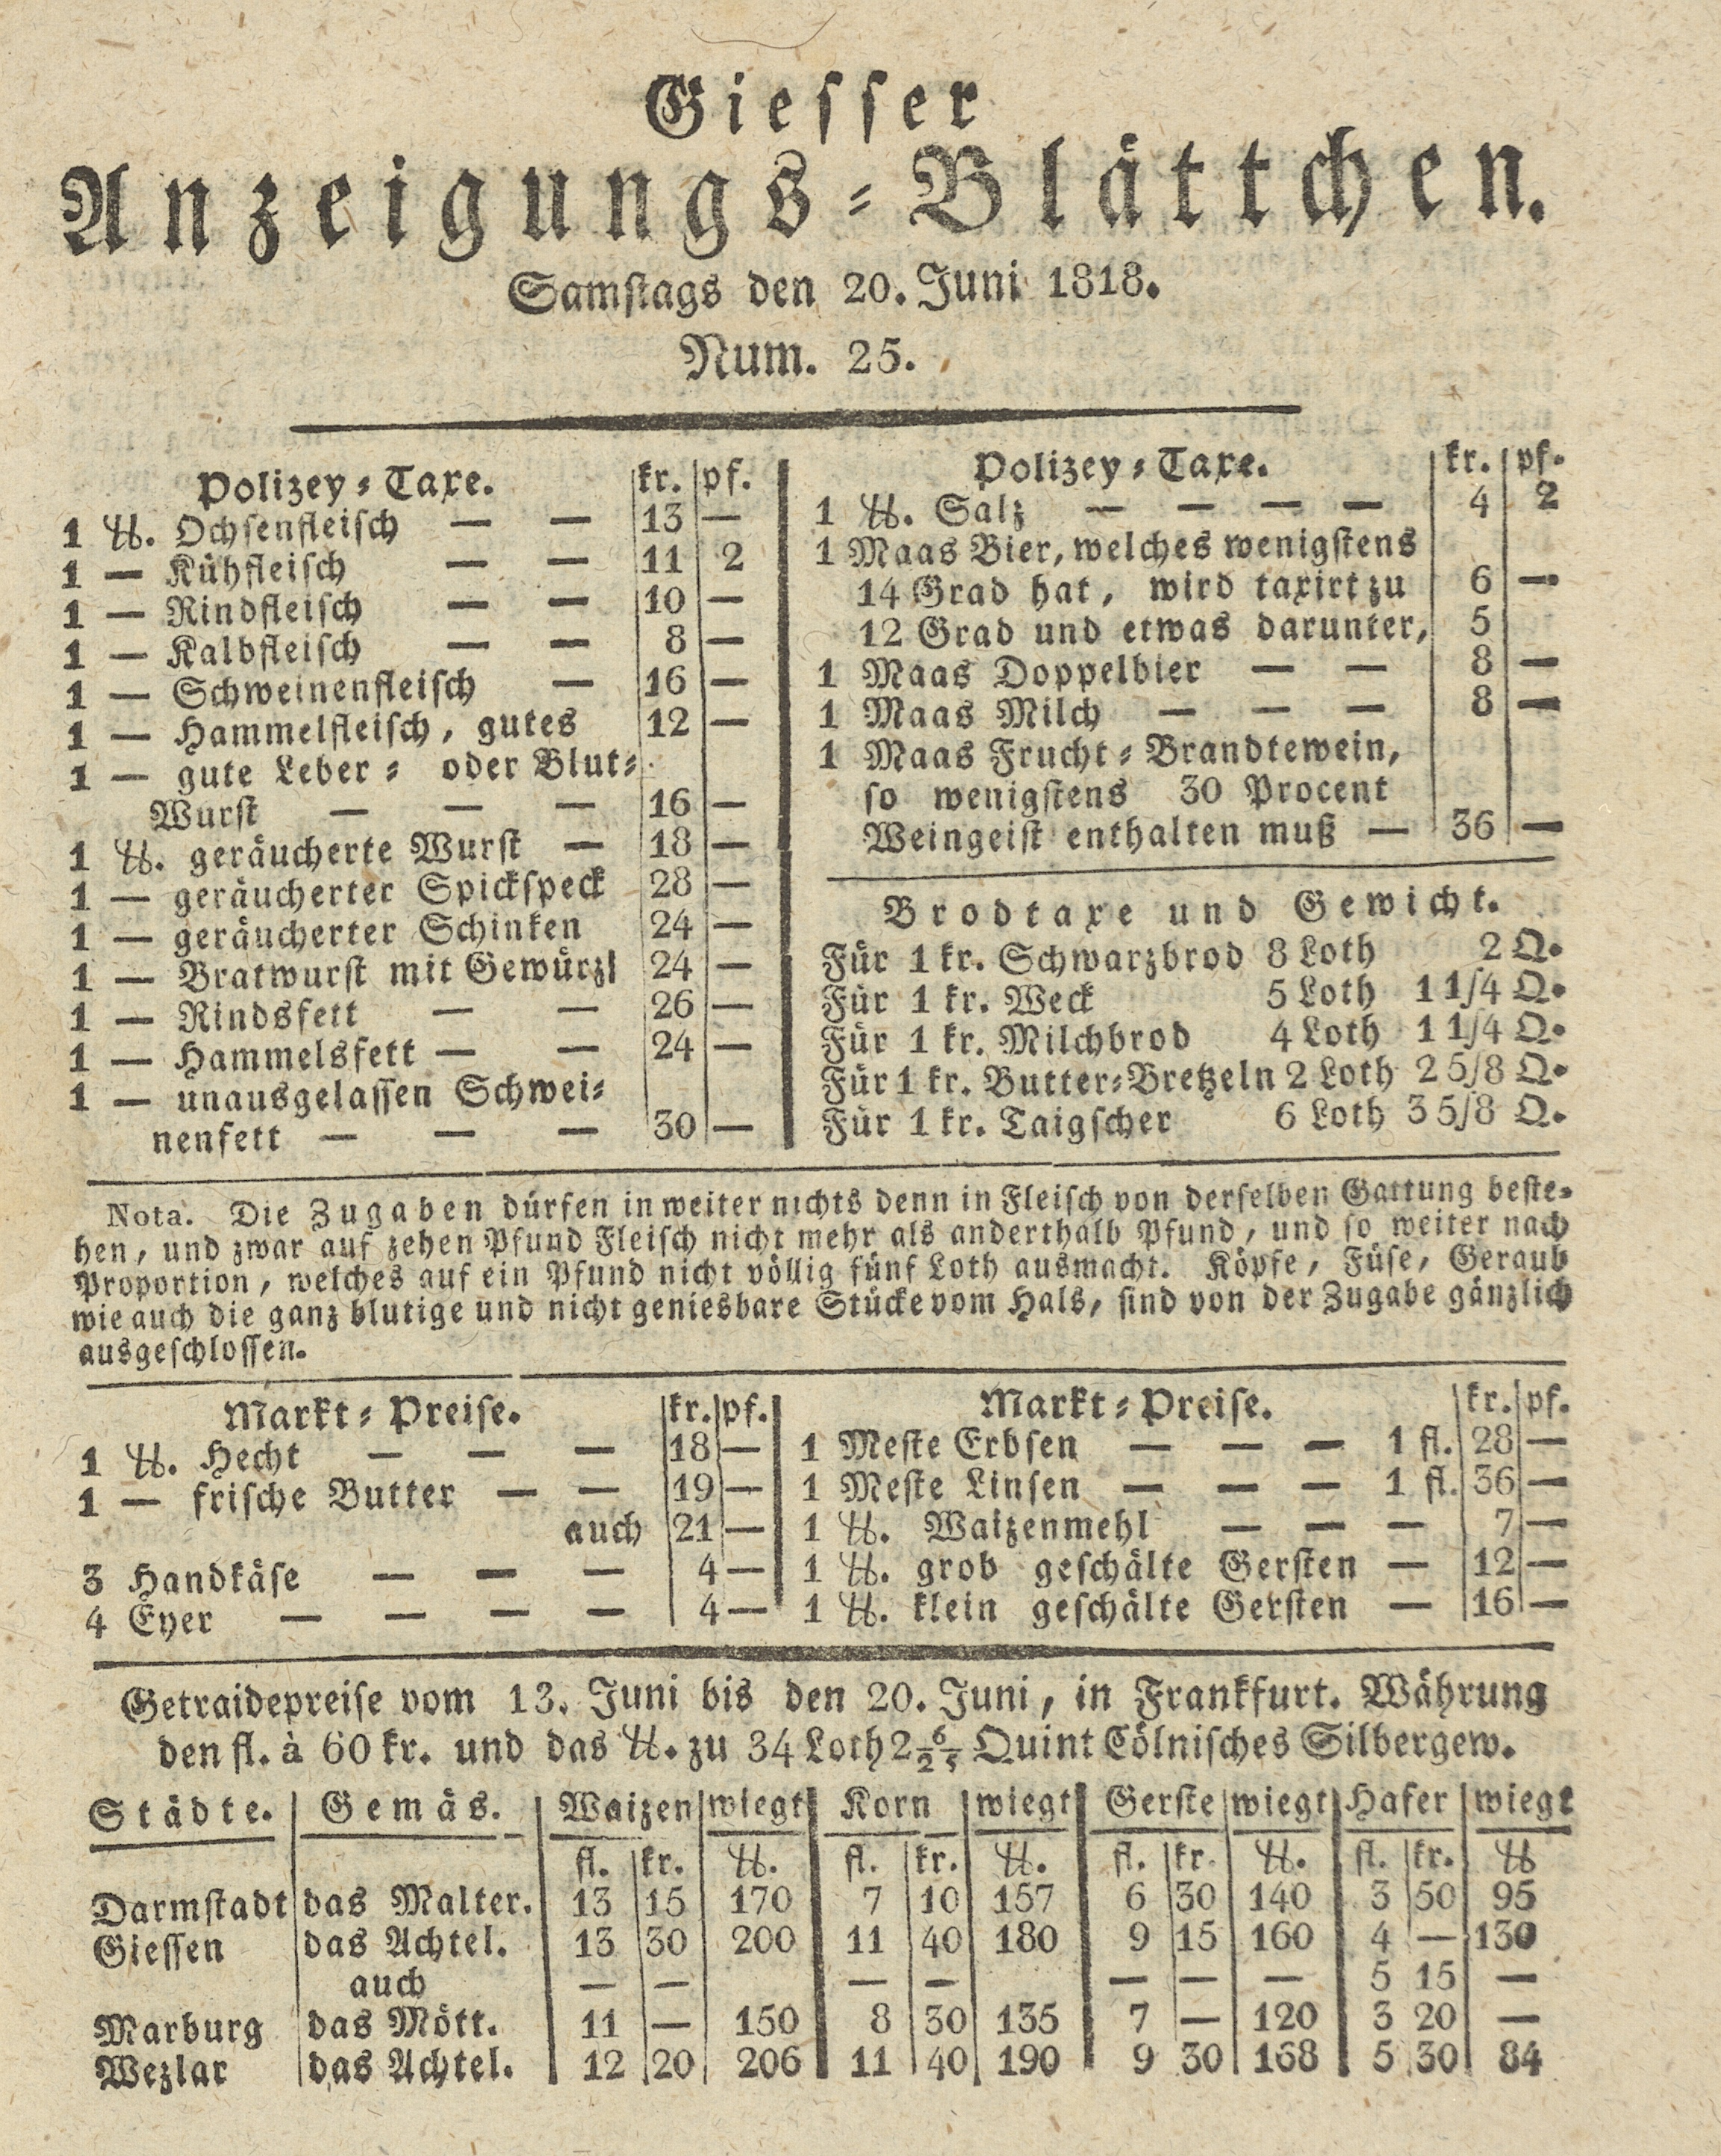 Giesser
Anzeigungs-Blättchen.
Samstags den 20. Juni 1818.
Num. 25.
Polizey-Taxe. kr. pf.
1 ℔. Ochsenfleisch — — 13 —
1 — Kühfleisch — — 11 2
1 — Rindfleisch — — 10 —
1 — Kalbfleisch — — 8 —
1 — Schweinenfleisch — 16 —
1 — Hammelfleisch, gutes 12 —
1 — gute Leber- oder Blut-
Wurst — — — 16 —
1 ℔. geräucherte Wurst — 18 —
1 — geräucherter Spickspeck 28 —
1 — geräucherter Schinken 24 —
1 — Bratwurst mit Gewürzl 24 —
1 — Rindsfett — — 26 —
1 — Hammelsfett — — 24 —
1 — unausgelassen Schwei-
nenfett — — — 30 —
Polizey-Taxe. kr. pf.
1 ℔. Salz — — — — 4 2
1 Maas Bier, welches wenigstens
14 Grad hat, wird taxirt zu 6 —
12 Grad und etwas darunter, 5
1 Maas Doppelbier — — 8 —
1 Maas Milch — — — 8 —
1 Maas Frucht-Brandtewein,
so wenigstens 30 Procent
Weingeist enthalten muß — 36 —
Brodtaxe und Gewicht.
Für 1 kr. Schwarzbrod 8 Loth 2 Q.
Für 1 kr. Weck 5 Loth 1 1/4 Q.
Für 1 kr. Milchbrod 4 Loth 1 1/4 Q.
Für 1 kr. Butter-Bretzeln 2 Loth 2 5/8 Q.
Für 1 kr. Taigscher 6 Loth 3 5/8 Q.
Nota. Die Zugaben dürfen in weiter nichts denn in Fleisch von derselben Gattung beste-
hen, und zwar auf zehen Pfund Fleisch nicht mehr als anderthalb Pfund, und so weiter nach
Proportion, welches auf ein Pfund nicht völlig fünf Loth ausmacht. Köpfe, Füse, Geraub
wie auch die ganz blutige und nicht geniesbare Stücke vom Hals, sind von der Zugabe gänzlich
ausgeschlossen.
Markt-Preise. kr. pf.
1 ℔. Hecht — — — 18 —
1 — frische Butter — — 19 —
auch 21 —
3 Handkäse — — — 4 —
4 Eyer — — — — 4 —
Markt-Preise. kr. pf.
1 Meste Erbsen — — — 1 fl. 28 —
1 Meste Linsen — — — 1 fl. 36 —
1 ℔. Waizenmehl — — — 7 —
1 ℔. grob geschälte Gersten — 12 —
1 ℔. klein geschälte Gersten — 16 —
Getraidepreise vom 13. Juni bis den 20. Juni, in Frankfurt. Währung
den fl. à 60 kr. und das ℔. zu 34 Loth 2 6/25 Quint Cölnisches Silbergew.
Städte. Gemäs. Waizen wiegt Korn wiegt Gerste wiegt Hafer wiegt
fl. kr. ℔. fl. kr. ℔. fl. kr. ℔. fl. kr. ℔
Darmstadt das Malter. 13 15 170 7 10 157 6 30 140 3 50 95
Giessen das Achtel. 13 30 200 11 40 180 9 15 160 4 — 130
auch — — — — — — — 5 15 —
Marburg das Mött. 11 — 150 8 30 135 7 — 120 3 20 —
Wezlar das Achtel. 12 20 206 11 40 190 9 30 168 5 30 84